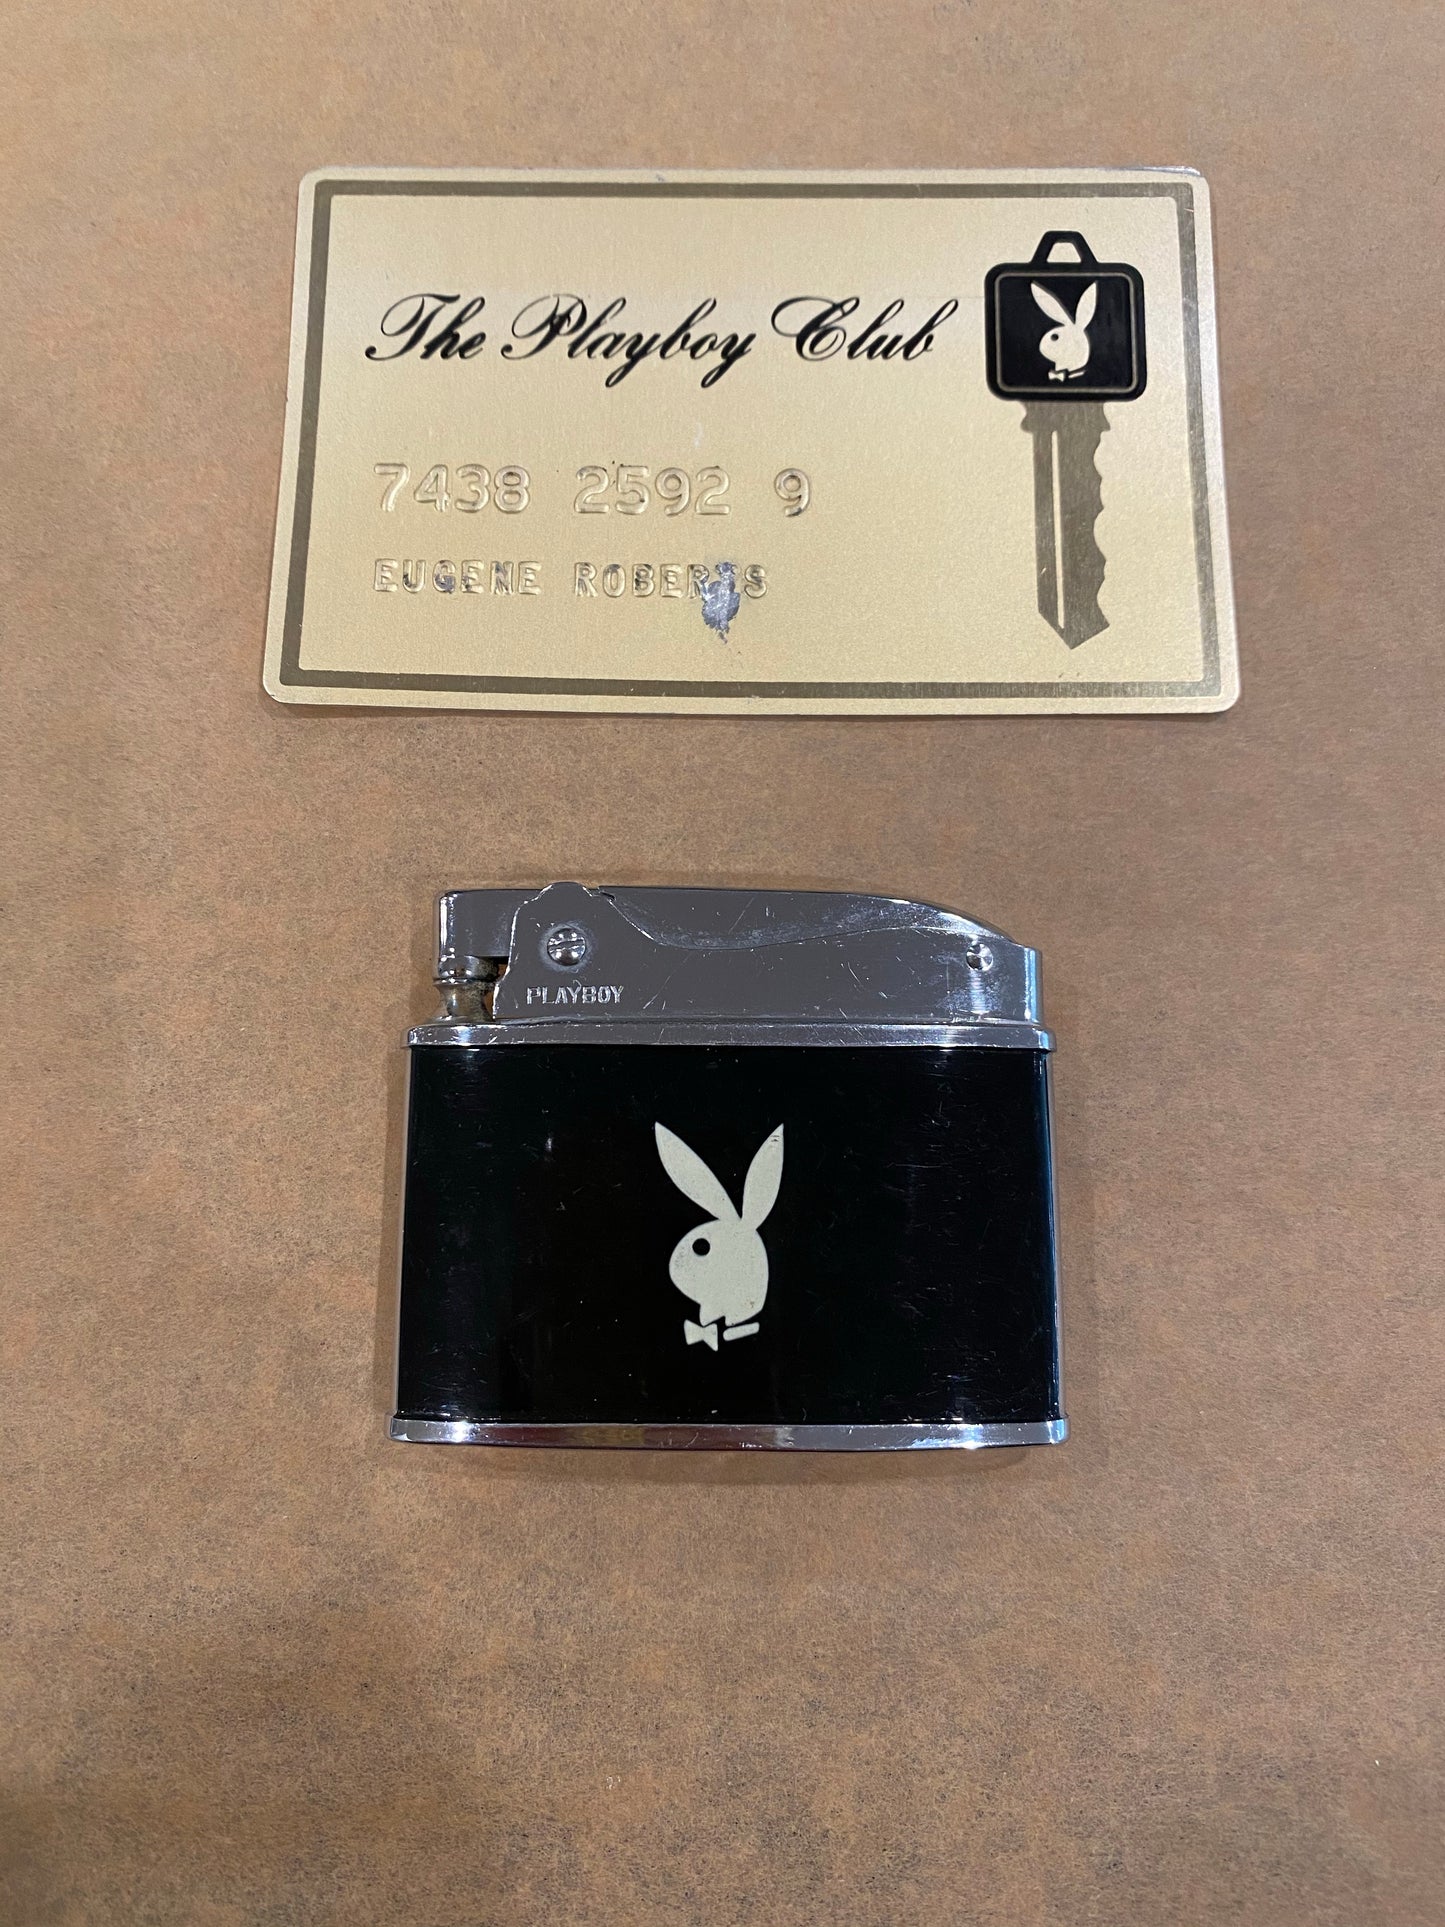 The Playboy Club
7438 2592 9
EUGENE ROBERTS
PLAYBOY